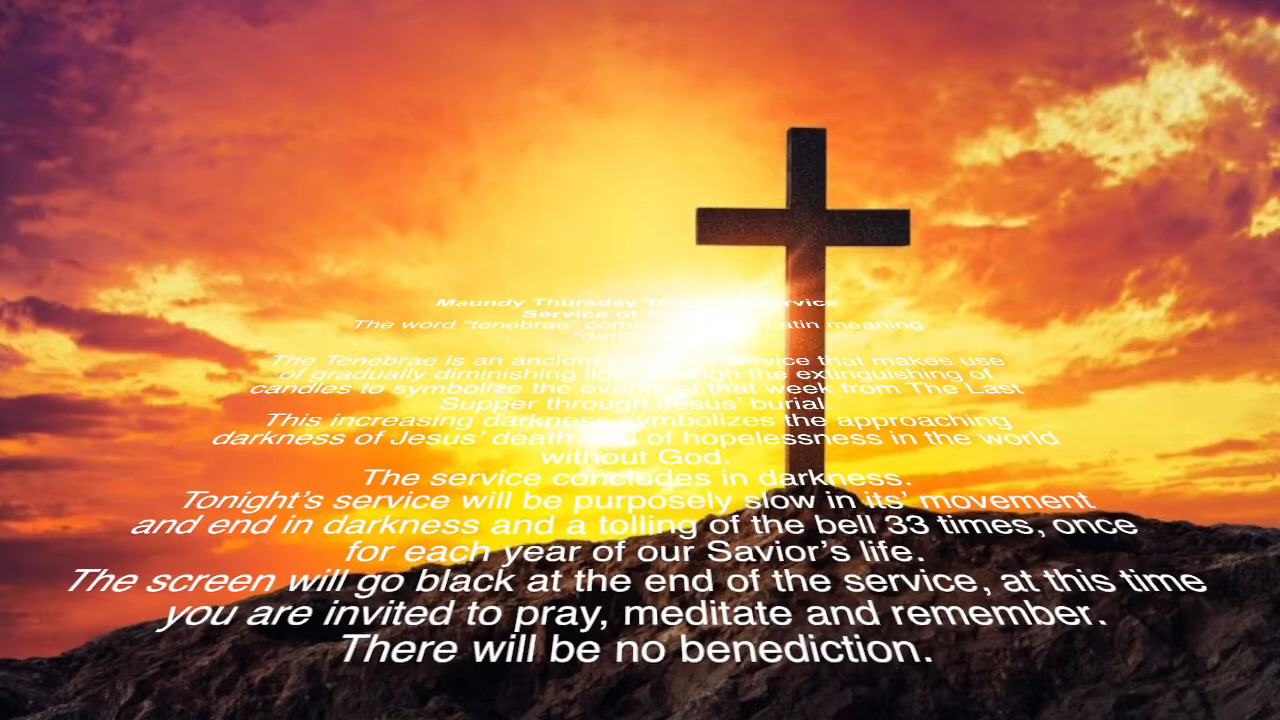 Maundy Thursday Service
Service of
The word "tenebrae" comes Latin meaning
The Tenebrae is an ancient service that makes use
of gradually diminishing light through the extinguishing of
candles to symbolize the events of that week from The Last
Supper through Jesus' burial.
This increasing darkness symbolizes the approaching
darkness of Jesus' death and of hopelessness in the world
without God.
The service concludes in darkness.
Tonight's service will be purposely slow in its' movement
and end in darkness and a tolling of the bell 33 times, once
for each year of our Savior's life.
The screen will go black at the end of the service, at this time
you are invited to pray, meditate and remember.
There will be no benediction.